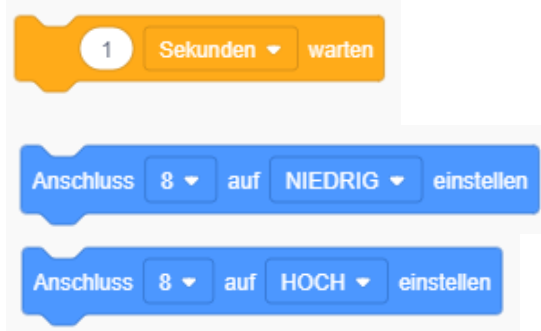 1 Sekunden warten
Anschluss 8 auf NIEDRIG einstellen
Anschluss 8 auf HOCH einstellen